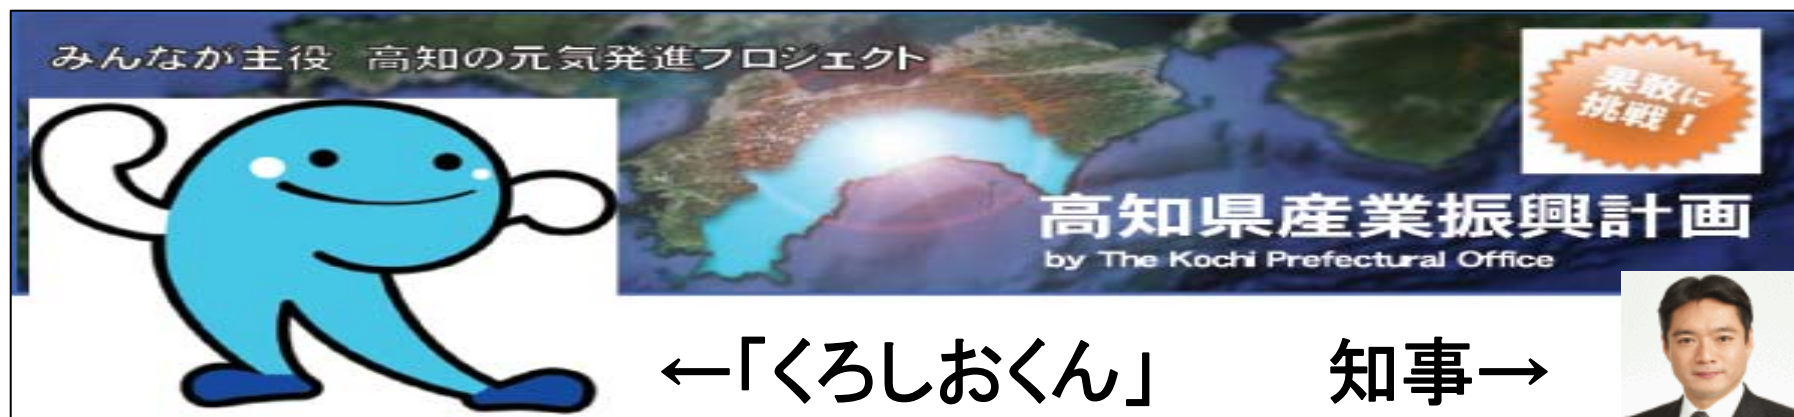 みんなが主役 高知の元気発進プロジェクト
果敢に
挑戦！
高知県産業振興計画
by The Kochi Prefectural Office
←「くろしおくん」 知事→